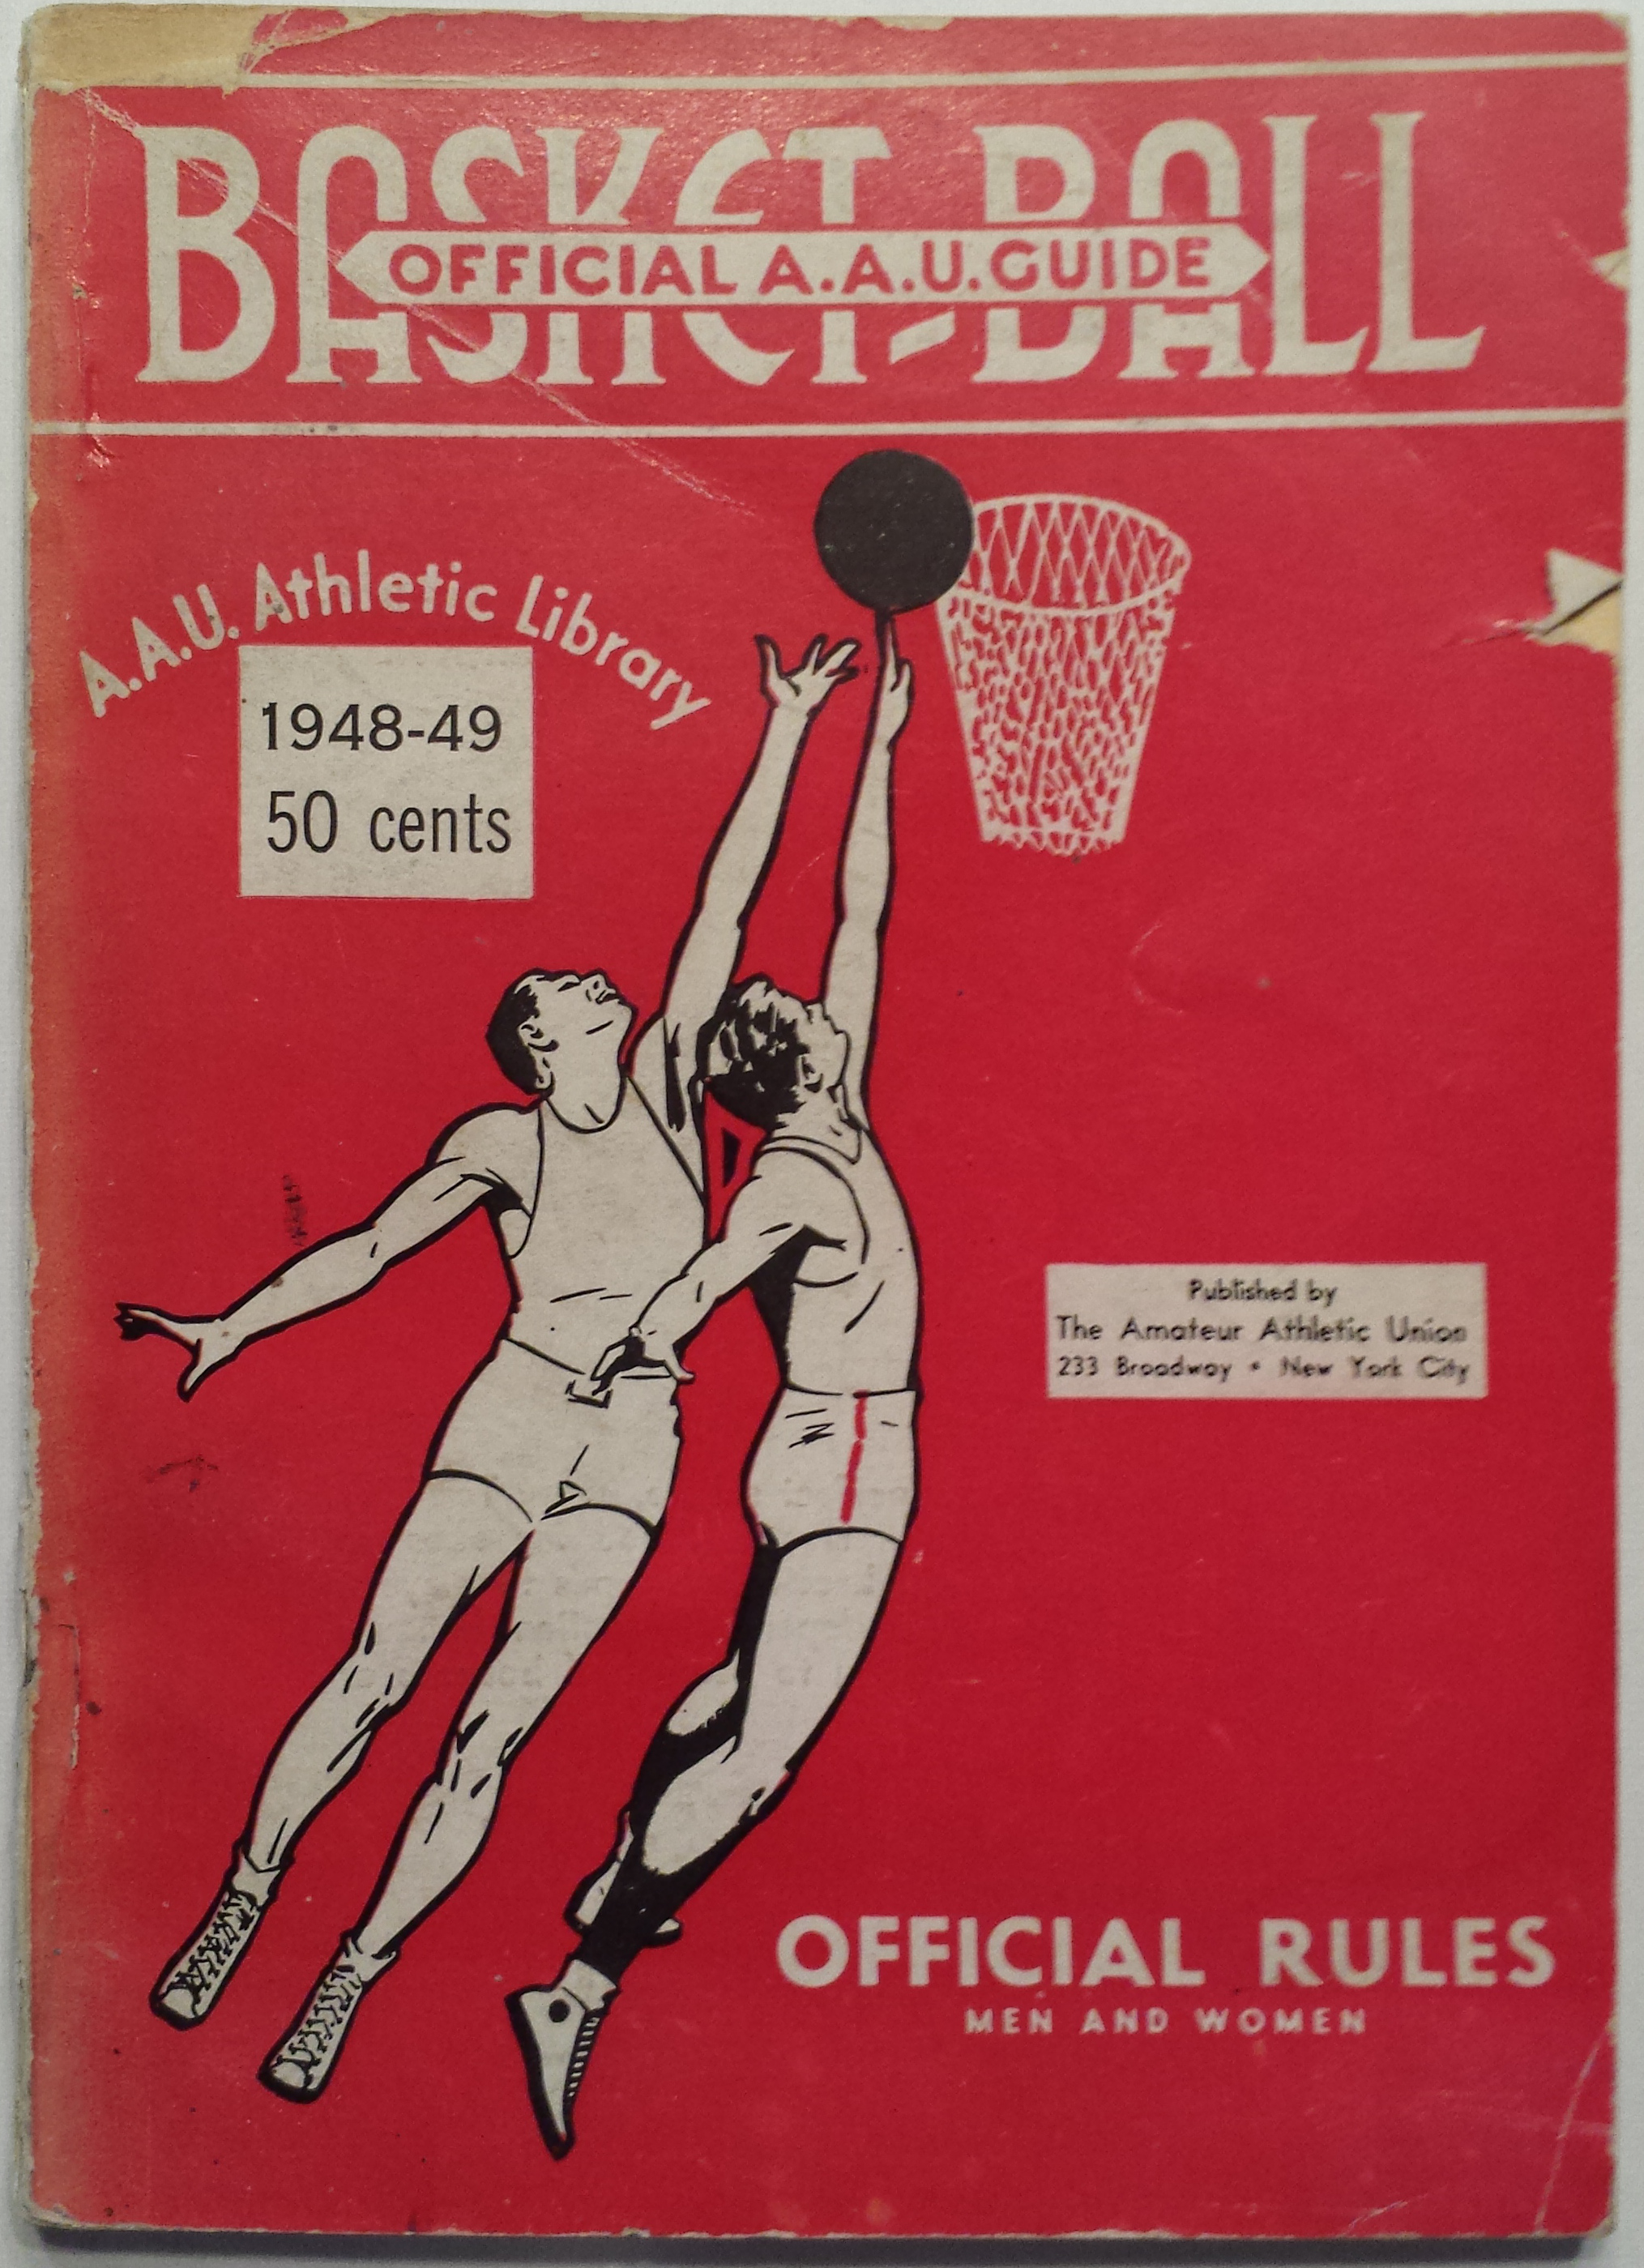 BASKET-BALL
OFFICIAL A.A.U. GUIDE
A.A.U. Athletic Library
1948-49
50 cents
Published by
The Amateur Athletic Union
233 Broadway • New York City
OFFICIAL RULES
MEN AND WOMEN